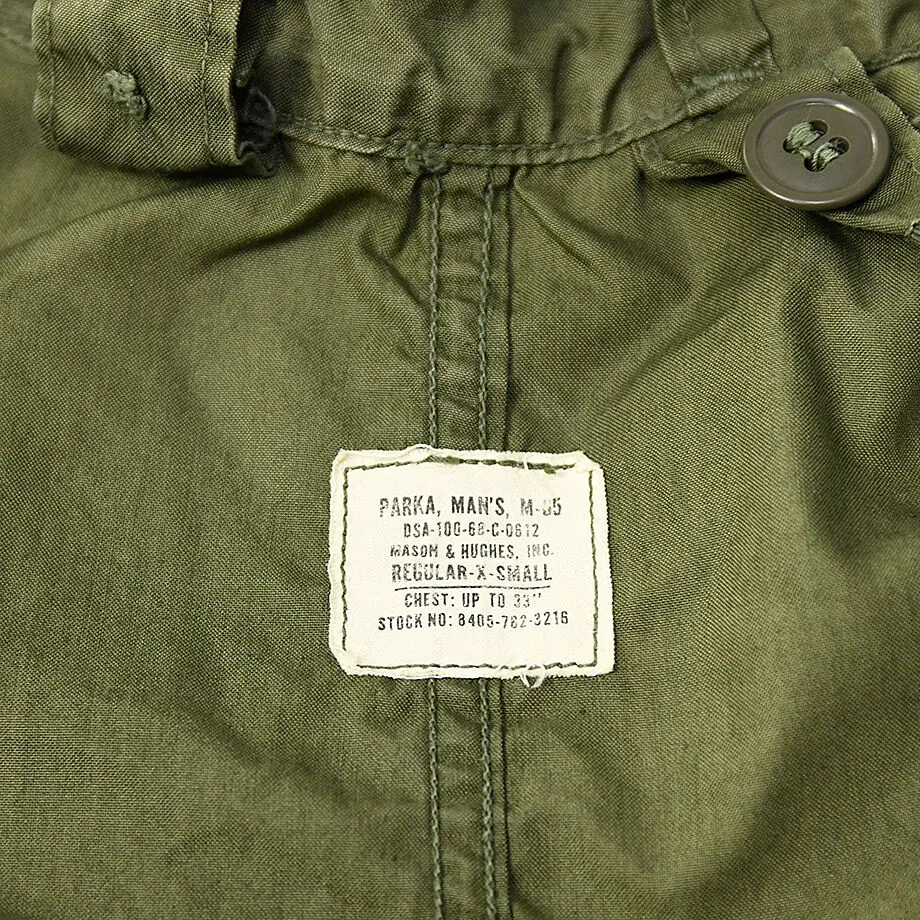 PARKA, MAN'S, M-65
DSA-100-68-C-0612
MASON & HUGHES, INC.
REGULAR-X-SMALL
CHEST: UP TO 33"
STOCK NO: 8405-782-3216